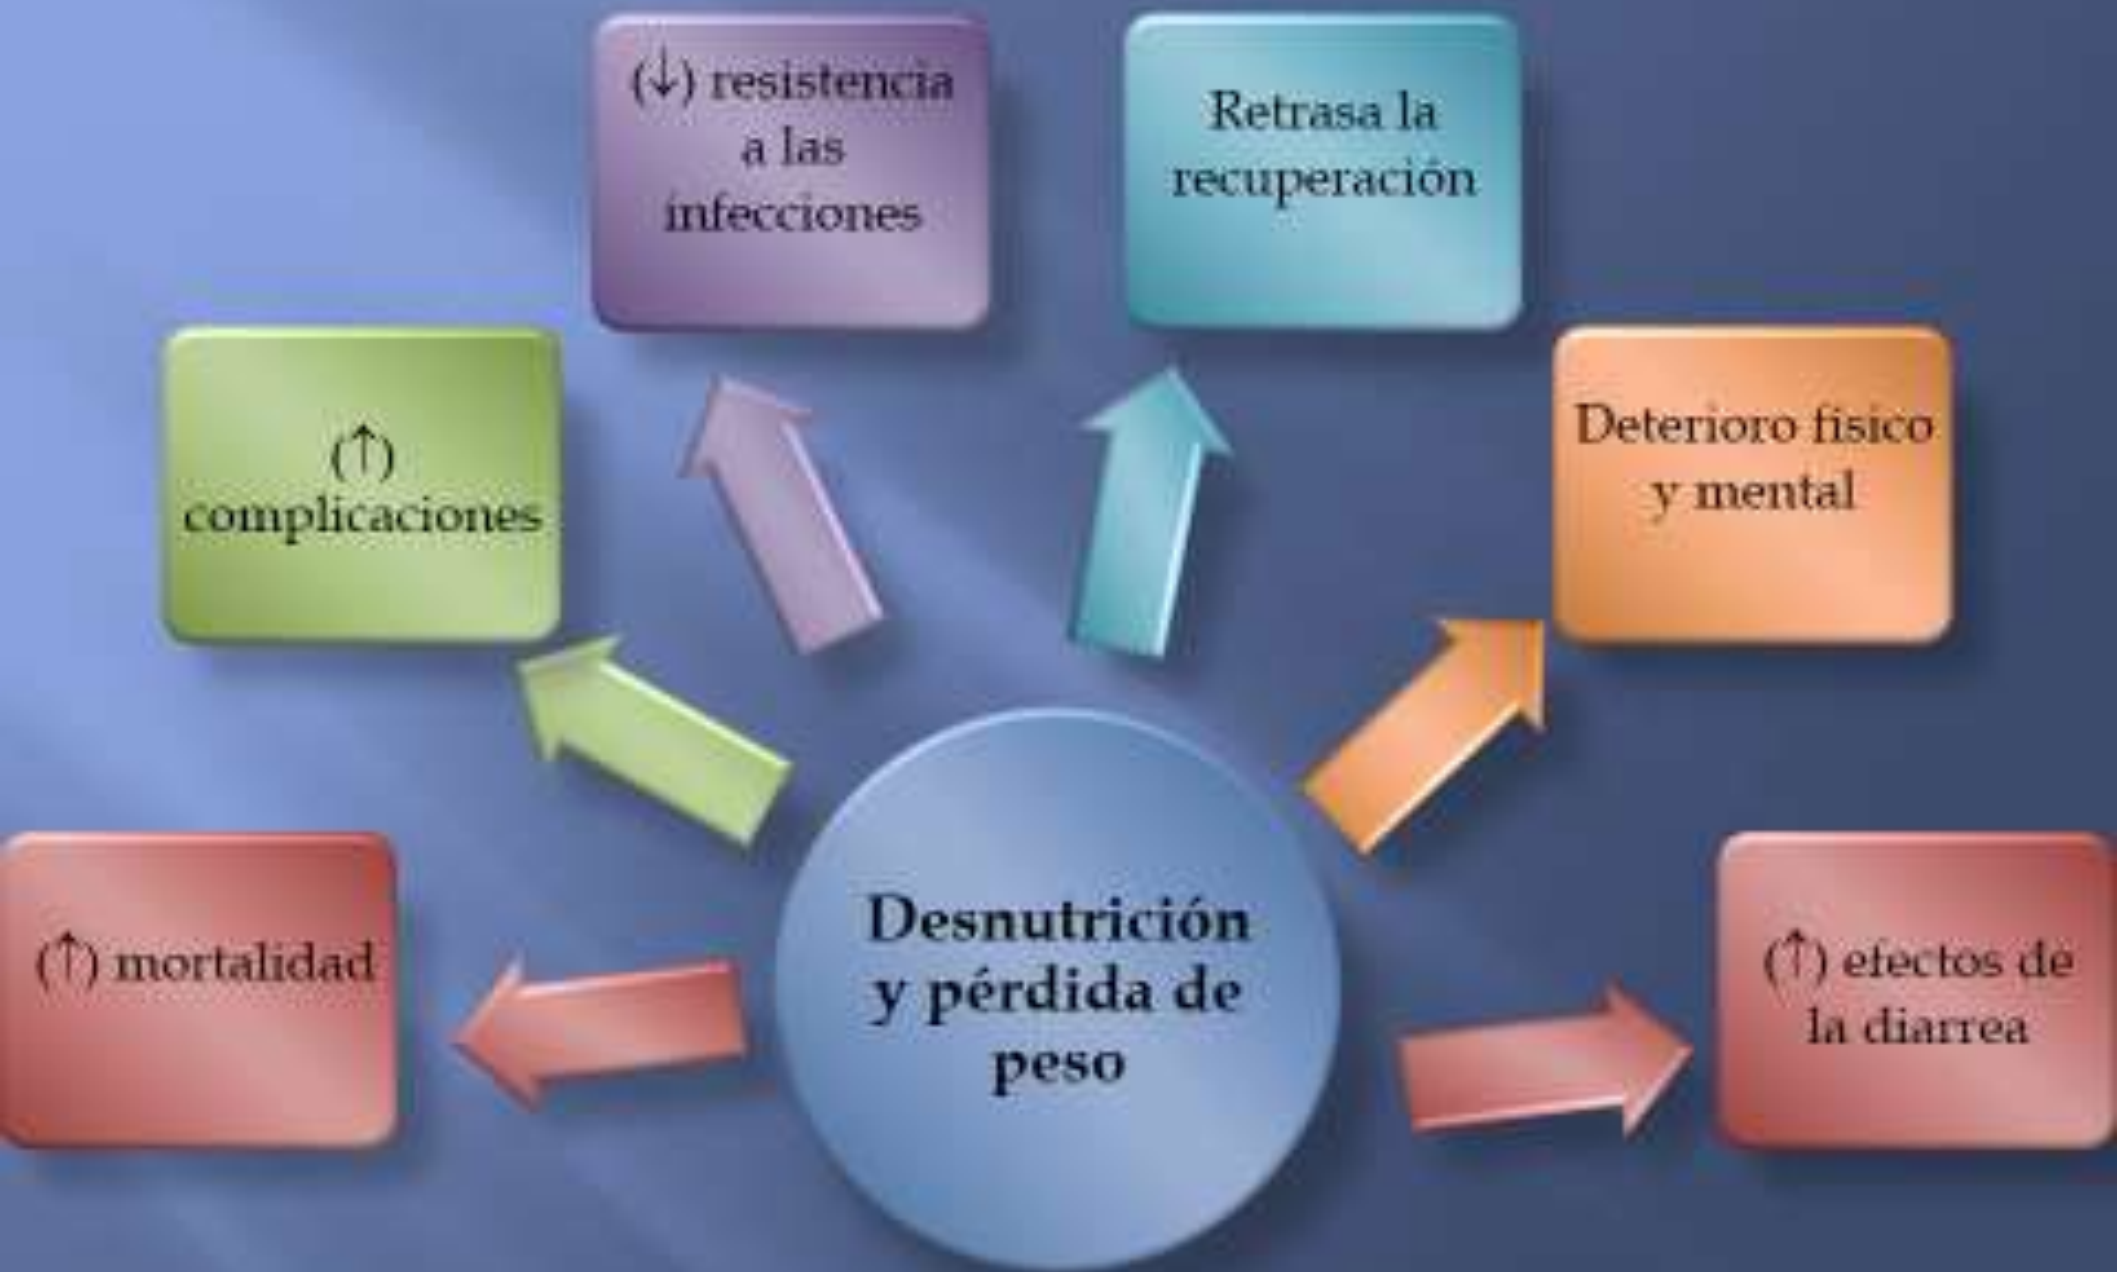 (↓) resistencia
a las
infecciones
Retrasa la
recuperación
(↑)
complicaciones
Deterioro físico
y mental
(↑) mortalidad
Desnutrición
y pérdida de
peso
(↑) efectos de
la diarrea